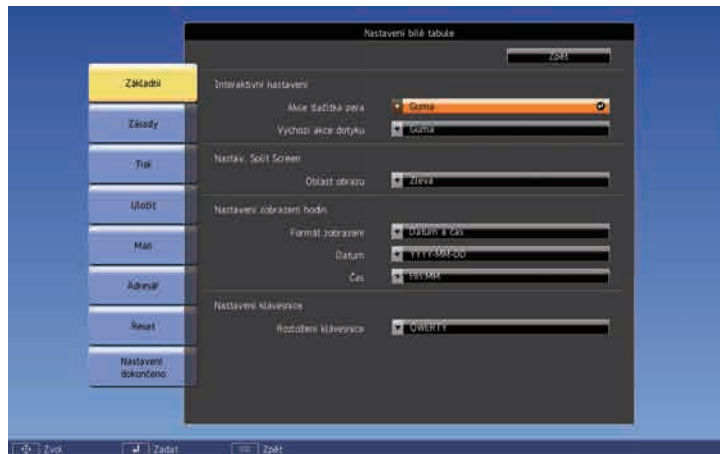 Nastavení bílé tabule
Zpět
Základní
Zásady
Tisk
Uložit
Mail
Adresář
Reset
Nastavení
dokončeno
Interaktivní nastavení
Akce tlačítka pera
Guma
Výchozí akce dotyku
Guma
Nastav. Split Screen
Oblast obrazu
Zleva
Nastavení zobrazení hodin
Formát zobrazení
Datum a čas
Datum
YYYY-MM-DD
Čas
HH:MM
Nastavení klávesnice
Rozložení klávesnice
QWERTY
Zvol
Zadat
Zpět